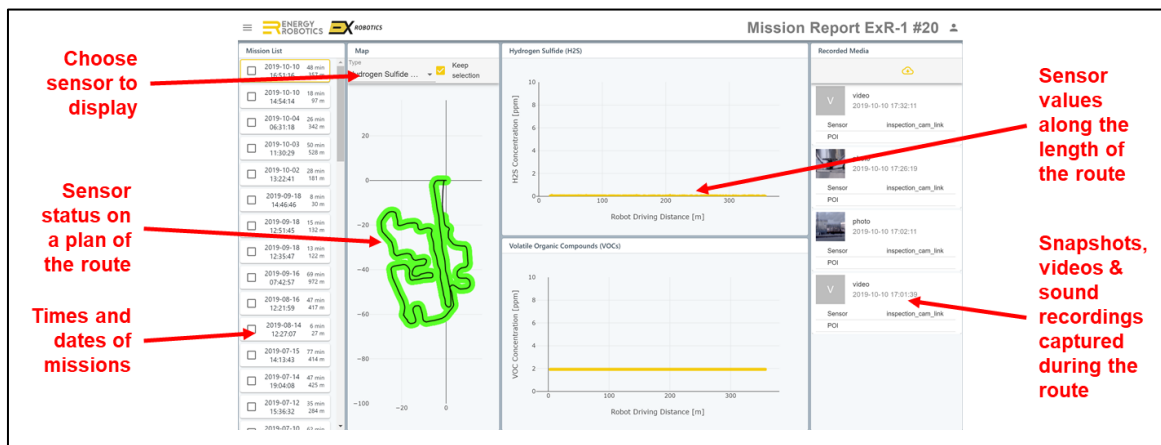 ENERGY
ROBOTICS
EX ROBOTICS
Mission Report ExR-1 #20
Choose
sensor to
display
Sensor
status on
a plan of
the route
Times and
dates of
missions
Mission List
2019-10-10 48 min
16:51:16 357 m
2019-10-10 18 min
14:54:14 97 m
2019-10-04 26 min
06:31:18 342 m
2019-10-03 50 min
11:30:29 528 m
2019-10-02 28 min
13:22:41 181 m
2019-09-18 8 min
14:46:46 30 m
2019-09-18 15 min
12:51:45 132 m
2019-09-18 13 min
12:35:47 122 m
2019-09-16 69 min
07:42:57 972 m
2019-08-16 47 min
12:21:59 417 m
2019-08-14 6 min
12:27:07 27 m
2019-07-15 77 min
14:13:43 414 m
2019-07-14 47 min
19:04:08 425 m
2019-07-12 35 min
15:36:32 284 m
2019-07-10 62 min
Map
Type
Hydrogen Sulfide ...
Keep
selection
20
0
−20
−40
−60
−80
−100
−20 0
Hydrogen Sulfide (H2S)
H2S Concentration [ppm]
10
8
6
4
2
0
0 100 200 300
Robot Driving Distance [m]
Volatile Organic Compounds (VOCs)
VOC Concentration [ppm]
10
8
6
4
2
0
0 100 200 300
Robot Driving Distance [m]
Recorded Media
V
video
2019-10-10 17:32:11
Sensor inspection_cam_link
POI
photo
2019-10-10 17:26:19
Sensor inspection_cam_link
POI
photo
2019-10-10 17:02:11
Sensor inspection_cam_link
POI
V
video
2019-10-10 17:01:39
Sensor inspection_cam_link
POI
Sensor
values
along the
length of
the route
Snapshots,
videos &
sound
recordings
captured
during the
route